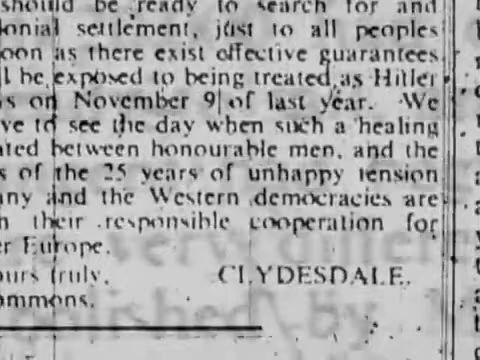 should be ready to search for and
onial settlement, just to all peoples
oon as there exist effective guarantees
l be exposed to being treated as Hitler
s on November 9 of last year. We
ve to see the day when such a healing
ated between honourable men, and the
s of the 25 years of unhappy tension
any and the Western democracies are
n their responsible cooperation for
er Europe.
ours truly,
CLYDESDALE.
ommons.